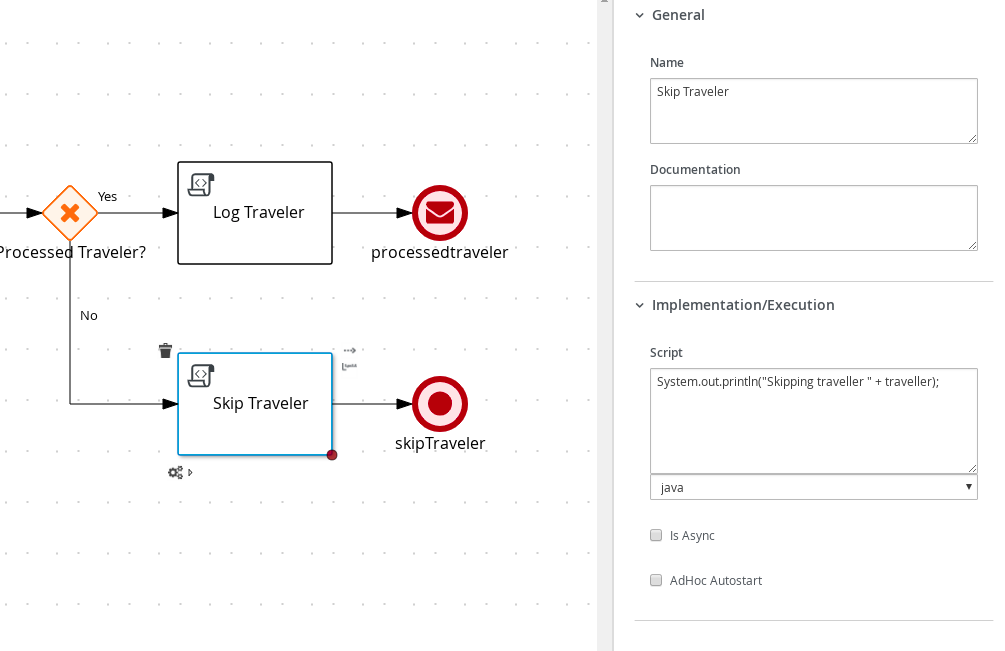 Yes
Log Traveler
Processed Traveler?
processedtraveler
No
Skip Traveler
skipTraveler
General
Name
Skip Traveler
Documentation
Implementation/Execution
Script
System.out.println("Skipping traveller " + traveller);
java
Is Async
AdHoc Autostart